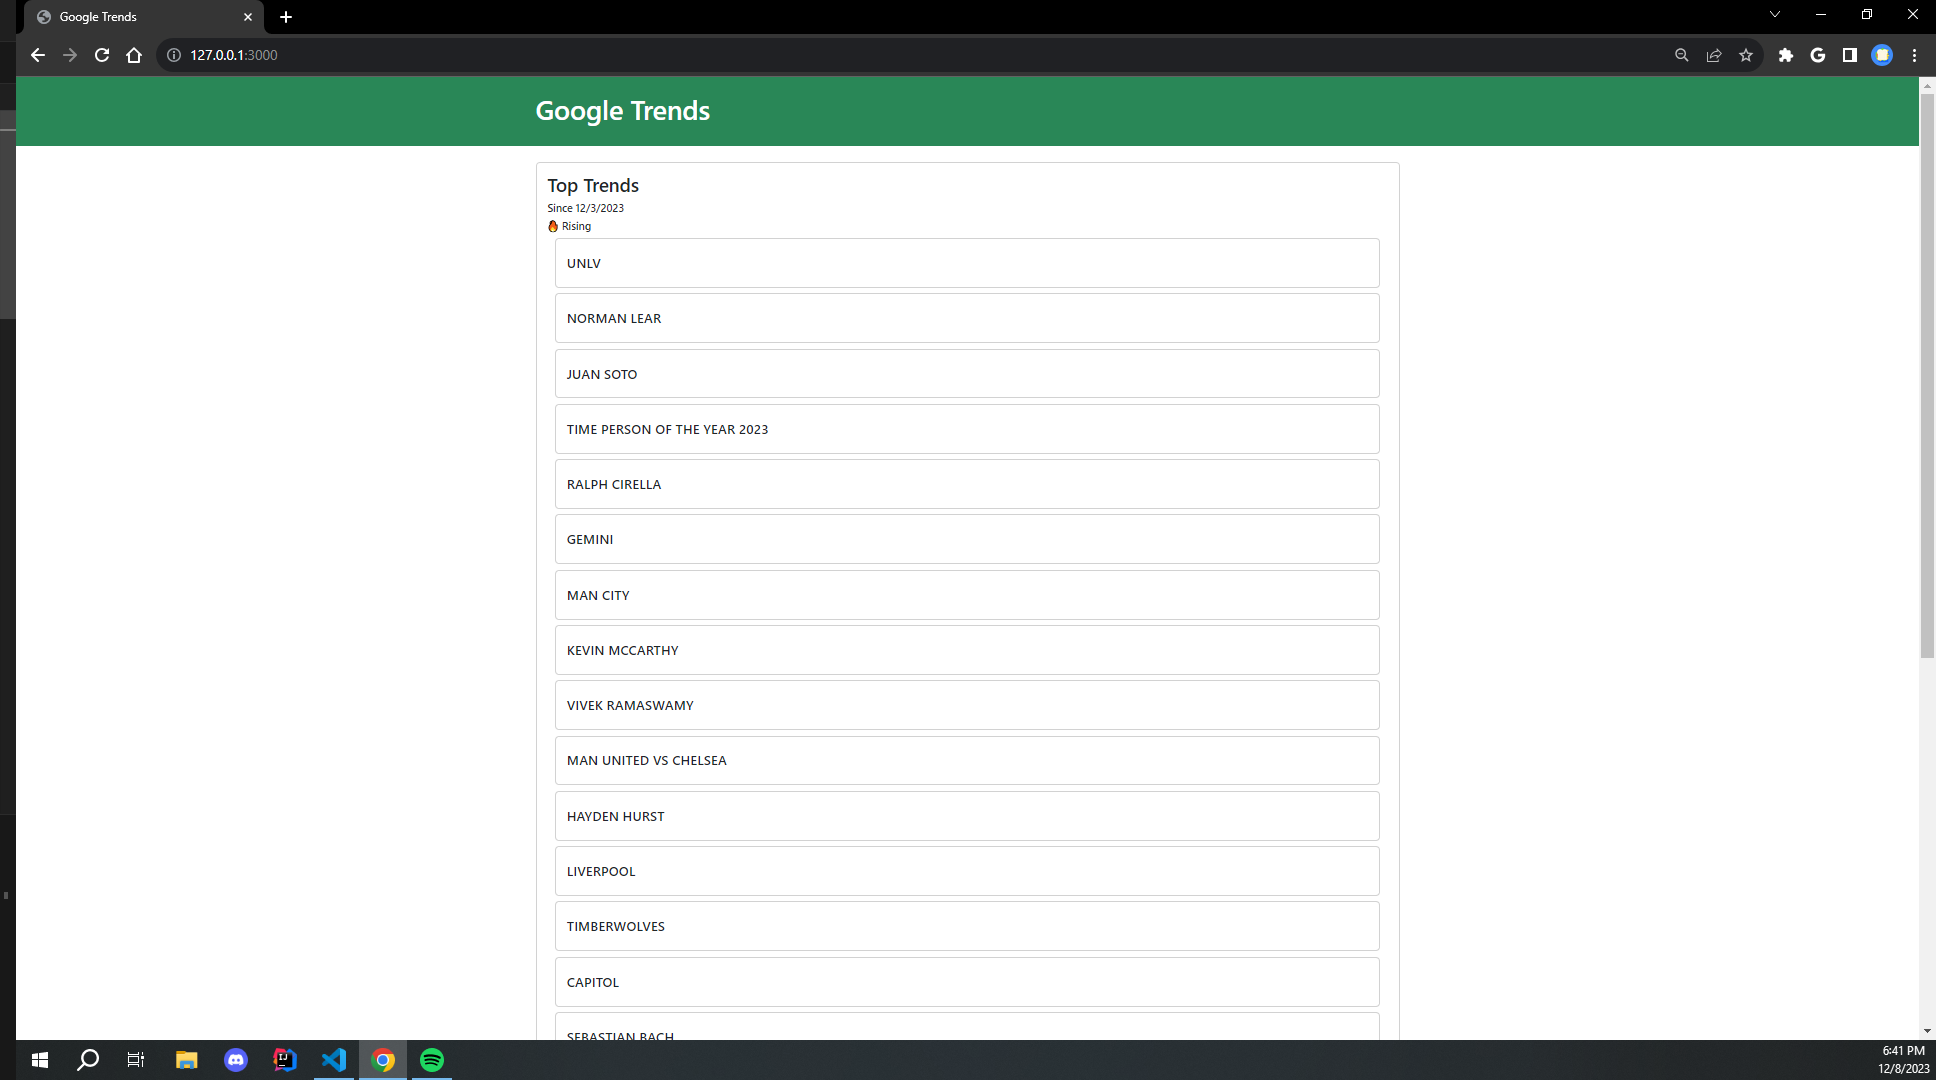 Google Trends
127.0.0.1:3000
Google Trends
Top Trends
Since 12/3/2023
🔥 Rising
UNLV
NORMAN LEAR
JUAN SOTO
TIME PERSON OF THE YEAR 2023
RALPH CIRELLA
GEMINI
MAN CITY
KEVIN MCCARTHY
VIVEK RAMASWAMY
MAN UNITED VS CHELSEA
HAYDEN HURST
LIVERPOOL
TIMBERWOLVES
CAPITOL
SEBASTIAN BACH
6:41 PM
12/8/2023